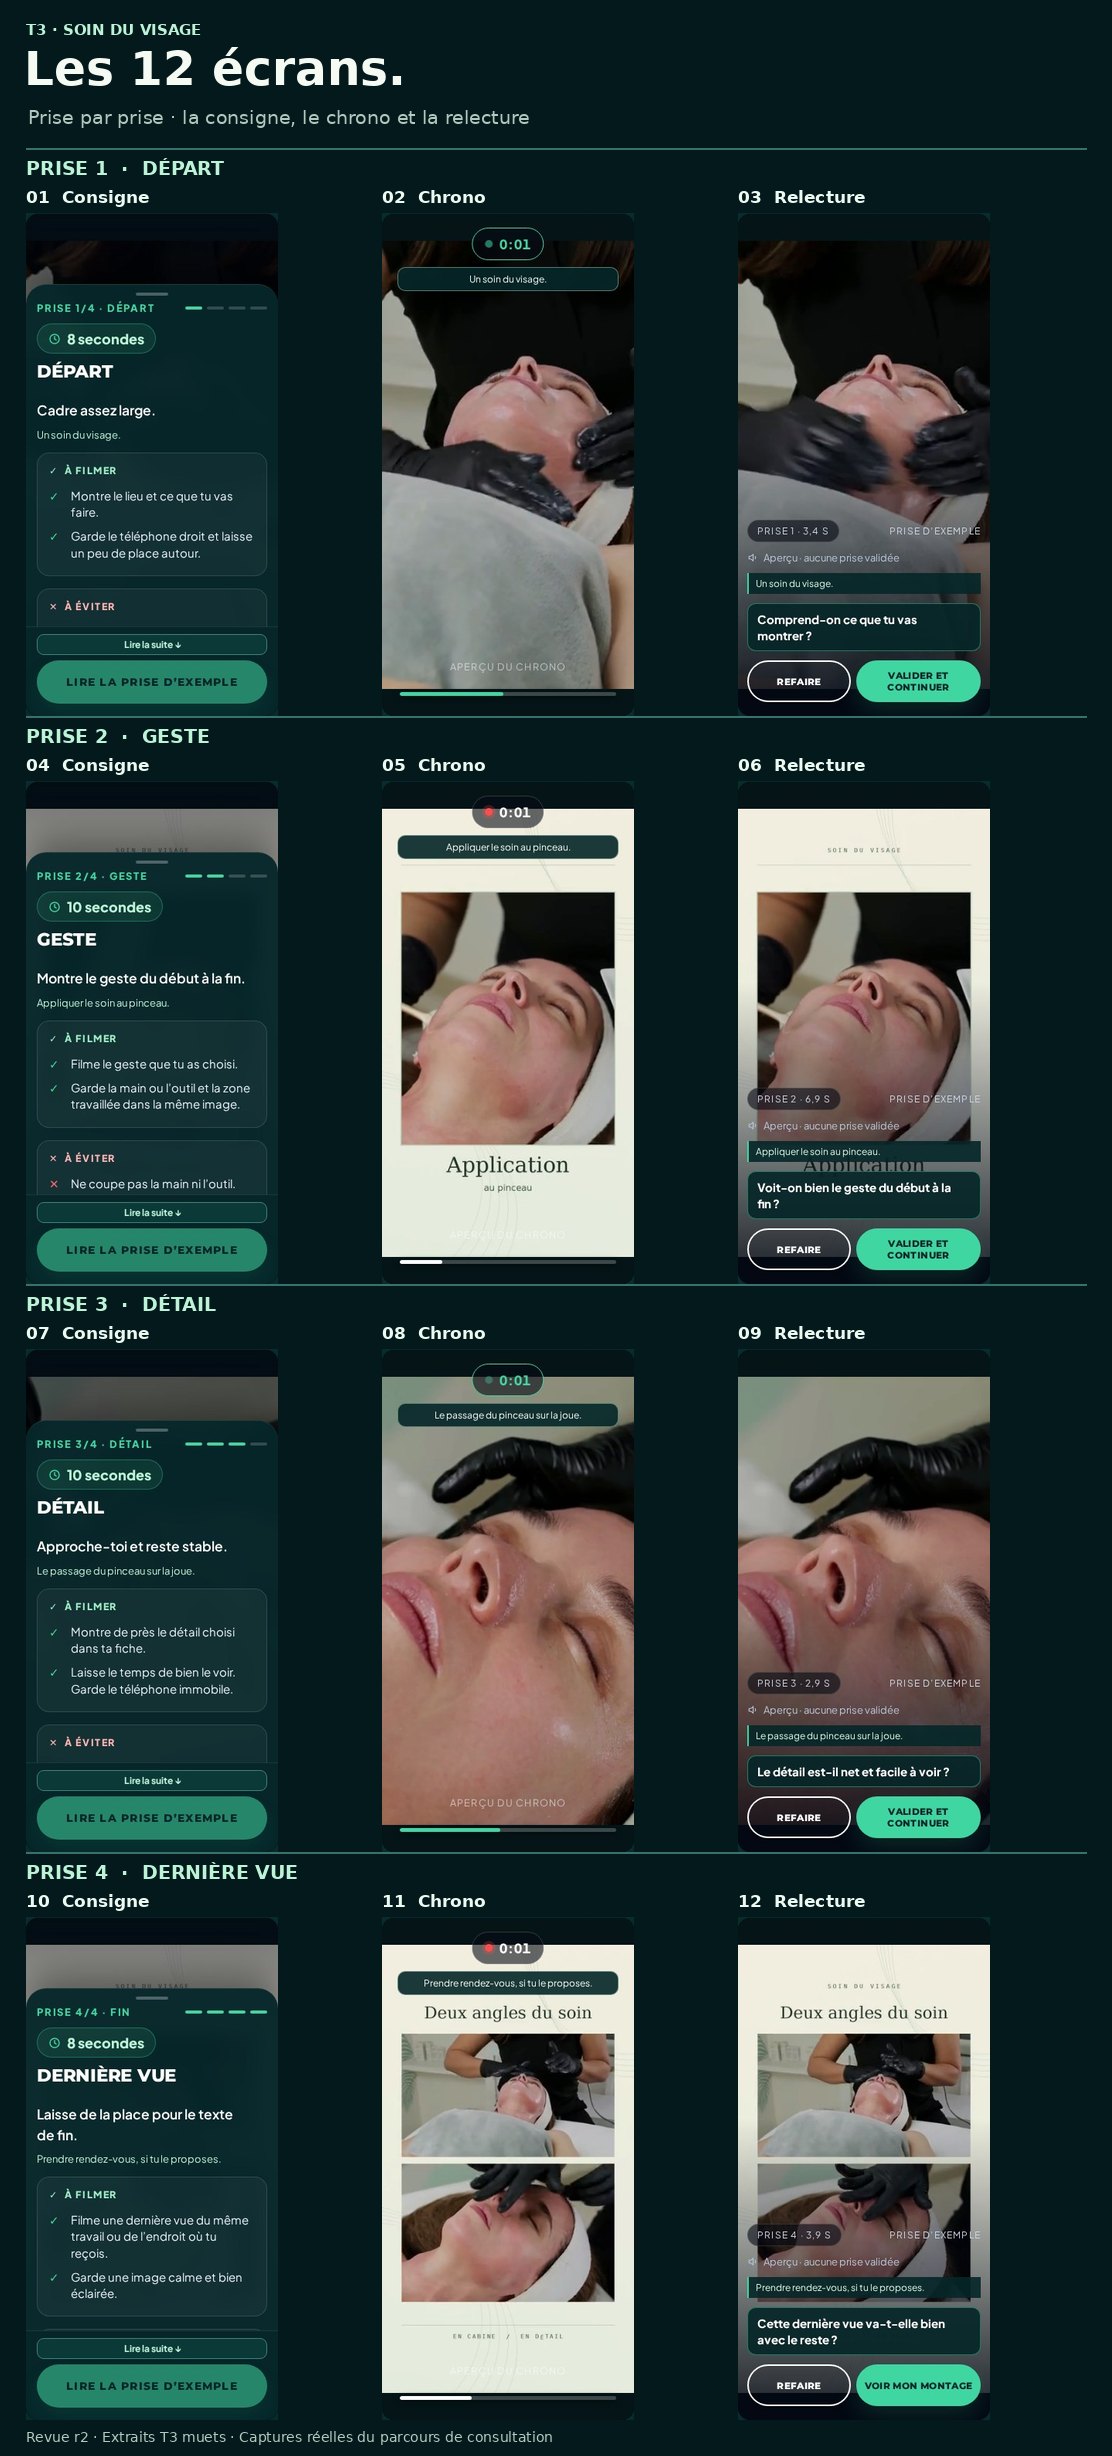 T3 · SOIN DU VISAGE
Les 12 écrans.
Prise par prise · la consigne, le chrono et la relecture
PRISE 1 · DÉPART
01 Consigne
PRISE 1/4 · DÉPART
8 secondes
DÉPART
Cadre assez large.
Un soin du visage.
✓ À FILMER
✓ Montre le lieu et ce que tu vas
faire.
✓ Garde le téléphone droit et laisse
un peu de place autour.
✕ À ÉVITER
Lire la suite ↓
LIRE LA PRISE D'EXEMPLE
02 Chrono
0:01
Un soin du visage.
APERÇU DU CHRONO
03 Relecture
PRISE 1 · 3,4 S
PRISE D'EXEMPLE
Aperçu · aucune prise validée
Un soin du visage.
Comprend-on ce que tu vas
montrer ?
REFAIRE
VALIDER ET
CONTINUER
PRISE 2 · GESTE
04 Consigne
SOIN DU VISAGE
PRISE 2/4 · GESTE
10 secondes
GESTE
Montre le geste du début à la fin.
Appliquer le soin au pinceau.
✓ À FILMER
✓ Filme le geste que tu as choisi.
✓ Garde la main ou l'outil et la zone
travaillée dans la même image.
✕ À ÉVITER
✕ Ne coupe pas la main ni l'outil.
Lire la suite ↓
LIRE LA PRISE D'EXEMPLE
05 Chrono
0:01
Appliquer le soin au pinceau.
Application
au pinceau
APERÇU DU CHRONO
06 Relecture
SOIN DU VISAGE
PRISE 2 · 6,9 S
PRISE D'EXEMPLE
Aperçu · aucune prise validée
Appliquer le soin au pinceau.
Application
Voit-on bien le geste du début à la
fin ?
REFAIRE
VALIDER ET
CONTINUER
PRISE 3 · DÉTAIL
07 Consigne
PRISE 3/4 · DÉTAIL
10 secondes
DÉTAIL
Approche-toi et reste stable.
Le passage du pinceau sur la joue.
✓ À FILMER
✓ Montre de près le détail choisi
dans ta fiche.
✓ Laisse le temps de bien le voir.
Garde le téléphone immobile.
✕ À ÉVITER
Lire la suite ↓
LIRE LA PRISE D'EXEMPLE
08 Chrono
0:01
Le passage du pinceau sur la joue.
APERÇU DU CHRONO
09 Relecture
PRISE 3 · 2,9 S
PRISE D'EXEMPLE
Aperçu · aucune prise validée
Le passage du pinceau sur la joue.
Le détail est-il net et facile à voir ?
REFAIRE
VALIDER ET
CONTINUER
PRISE 4 · DERNIÈRE VUE
10 Consigne
SOIN DU VISAGE
PRISE 4/4 · FIN
8 secondes
DERNIÈRE VUE
Laisse de la place pour le texte
de fin.
Prendre rendez-vous, si tu le proposes.
✓ À FILMER
✓ Filme une dernière vue du même
travail ou de l'endroit où tu
reçois.
✓ Garde une image calme et bien
éclairée.
Lire la suite ↓
LIRE LA PRISE D'EXEMPLE
11 Chrono
0:01
Prendre rendez-vous, si tu le proposes.
Deux angles du soin
EN CABINE / EN DÉTAIL
APERÇU DU CHRONO
12 Relecture
SOIN DU VISAGE
Deux angles du soin
PRISE 4 · 3,9 S
PRISE D'EXEMPLE
Aperçu · aucune prise validée
Prendre rendez-vous, si tu le proposes.
Cette dernière vue va-t-elle bien
avec le reste ?
REFAIRE
VOIR MON MONTAGE
Revue r2 · Extraits T3 muets · Captures réelles du parcours de consultation